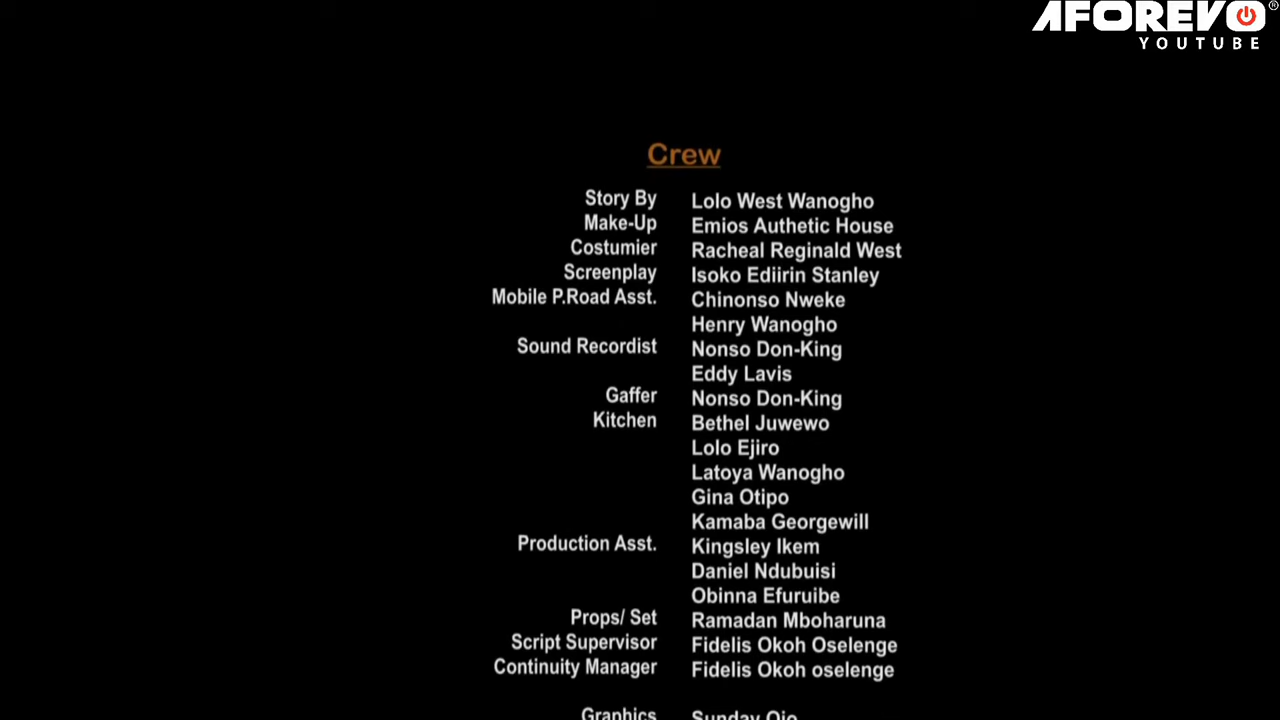 AFOREVO®
YOUTUBE
Crew
Story By Lolo West Wanogho
Make-Up Emios Authetic House
Costumier Racheal Reginald West
Screenplay Isoko Ediirin Stanley
Mobile P.Road Asst. Chinonso Nweke
Henry Wanogho
Sound Recordist Nonso Don-King
Eddy Lavis
Gaffer Nonso Don-King
Kitchen Bethel Juwewo
Lolo Ejiro
Latoya Wanogho
Gina Otipo
Kamaba Georgewill
Production Asst. Kingsley Ikem
Daniel Ndubuisi
Obinna Efuruibe
Props/ Set Ramadan Mboharuna
Script Supervisor Fidelis Okoh Oselenge
Continuity Manager Fidelis Okoh oselenge
Graphics Sunday Ojo